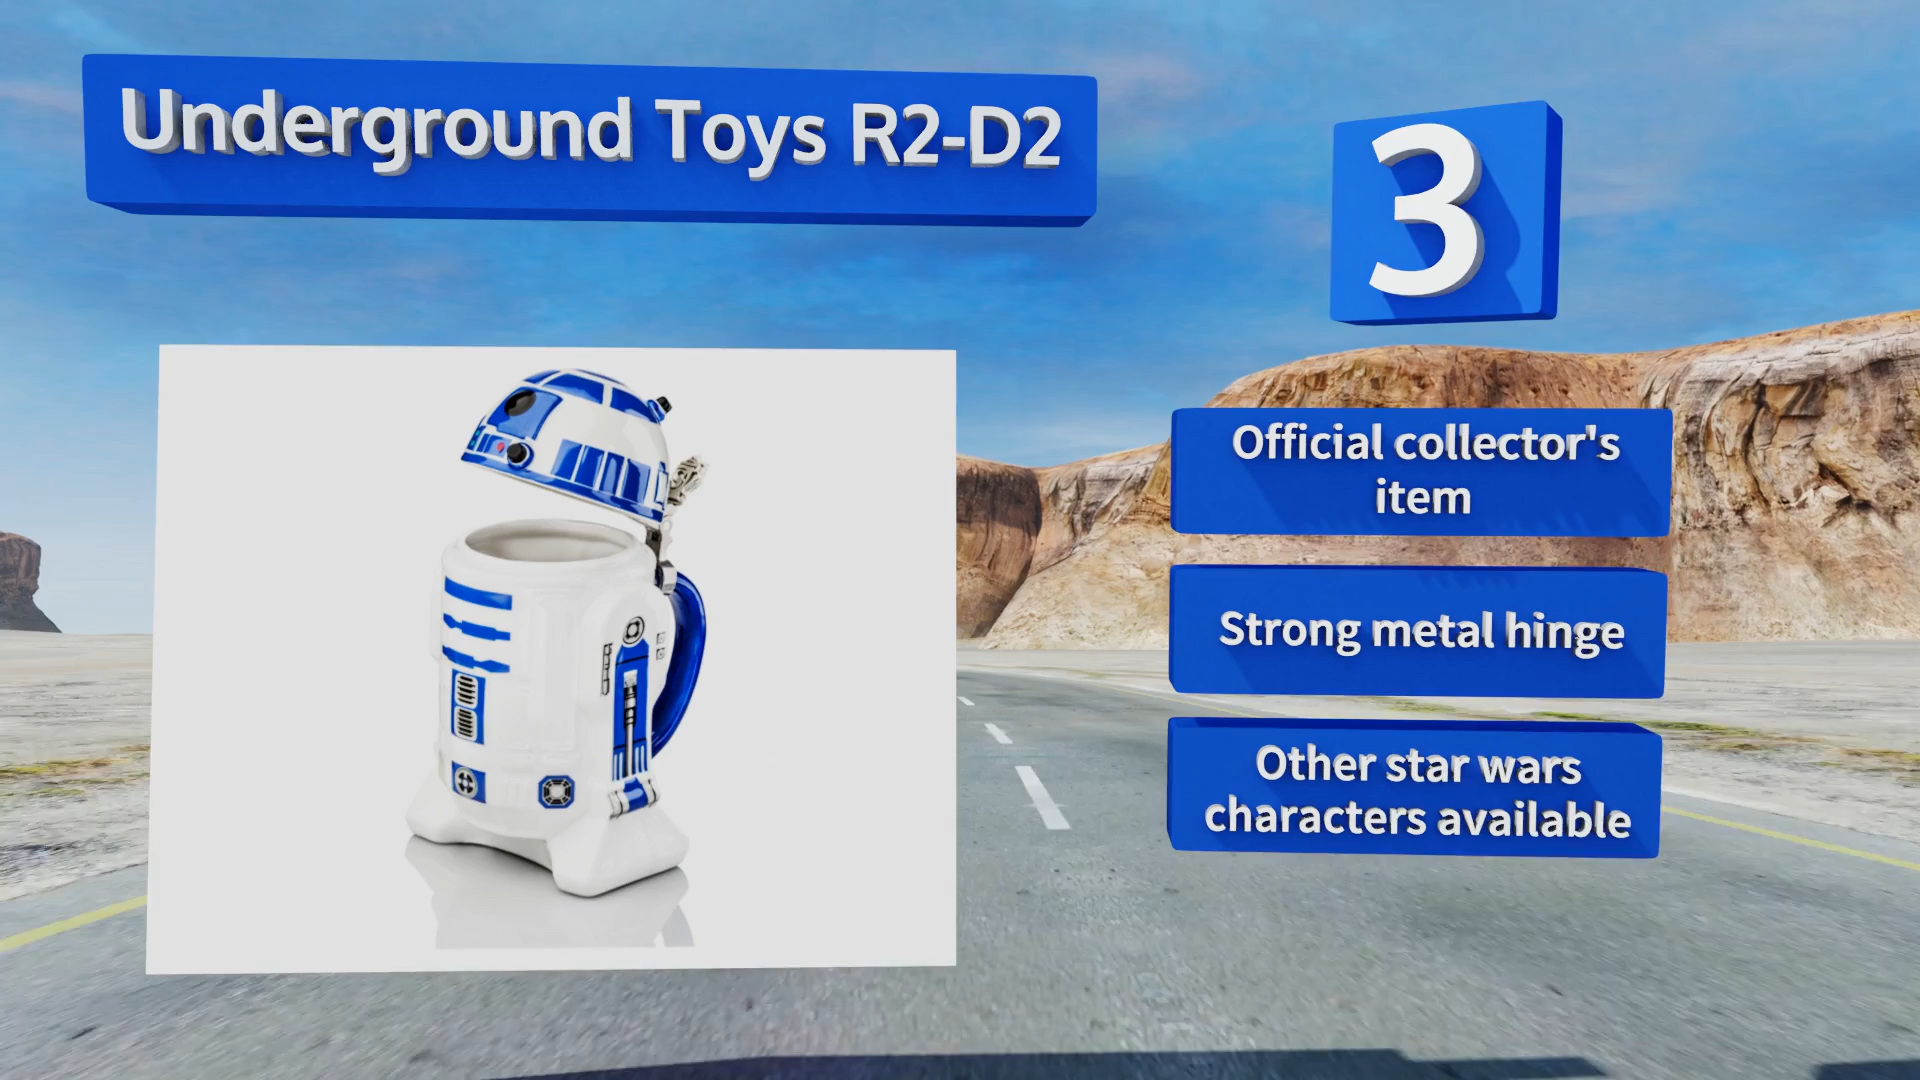 Underground Toys R2-D2
3
Official collector's
item
Strong metal hinge
Other star wars
characters available